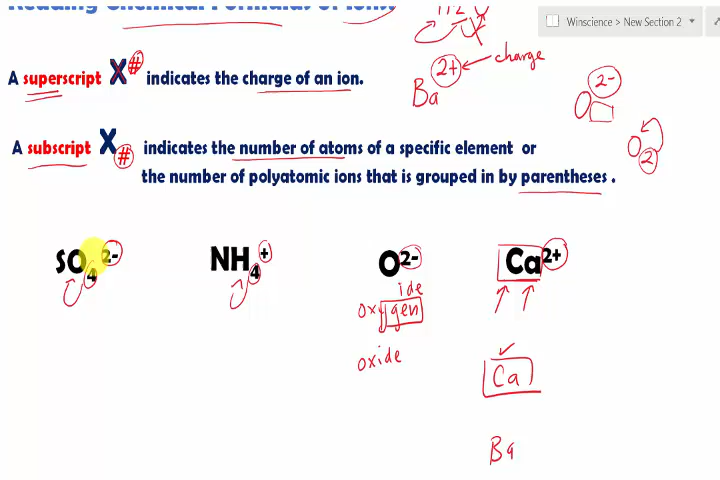 Reading Chemical Formulas of Ions
Winscience > New Section 2
A superscript X# indicates the charge of an ion.
Ba 2+ charge
O 2-
A subscript X# indicates the number of atoms of a specific element or
the number of polyatomic ions that is grouped in by parentheses .
O2
SO4 2- NH4 + O2- Ca2+
ide
oxygen
oxide
Ca
Ba